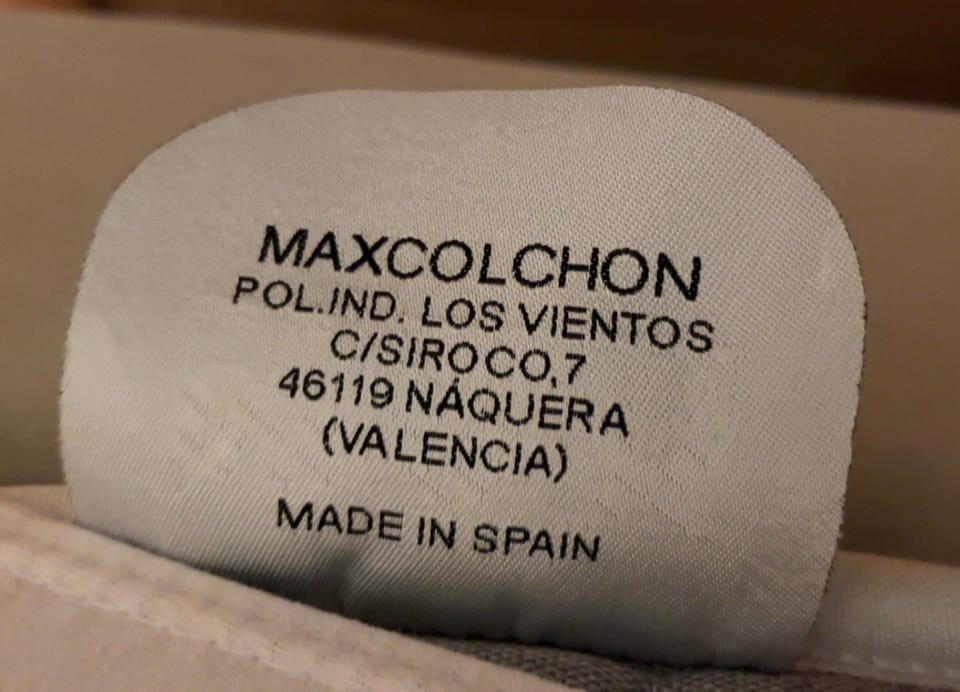 MAXCOLCHON
POL.IND. LOS VIENTOS
C/SIROCO,7
46119 NÁQUERA
(VALENCIA)
MADE IN SPAIN